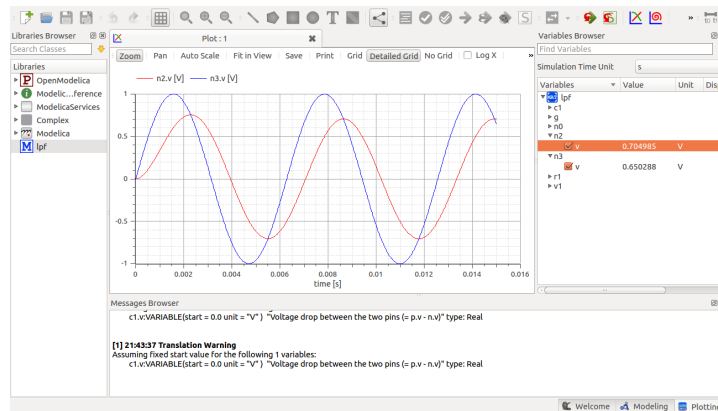 Libraries Browser
Search Classes
Libraries
OpenModelica
Modelic...ference
ModelicaServices
Complex
Modelica
lpf
Plot : 1
Zoom Pan Auto Scale Fit in View Save Print Grid Detailed Grid No Grid Log X »
n2.v [V] n3.v [V]
1
0.5
0
-0.5
-1
0 0.002 0.004 0.006 0.008 0.01 0.012 0.014 0.016
time [s]
Messages Browser
c1.v:VARIABLE(start = 0.0 unit = "V" ) "Voltage drop between the two pins (= p.v - n.v)" type: Real
[1] 21:43:37 Translation Warning
Assuming fixed start value for the following 1 variables:
c1.v:VARIABLE(start = 0.0 unit = "V" ) "Voltage drop between the two pins (= p.v - n.v)" type: Real
Variables Browser
Find Variables
Simulation Time Unit s
Variables Value Unit Disp
lpf
c1
g
n0
n2
v 0.704985 V
n3
v 0.650288 V
r1
v1
Welcome Modeling Plotting